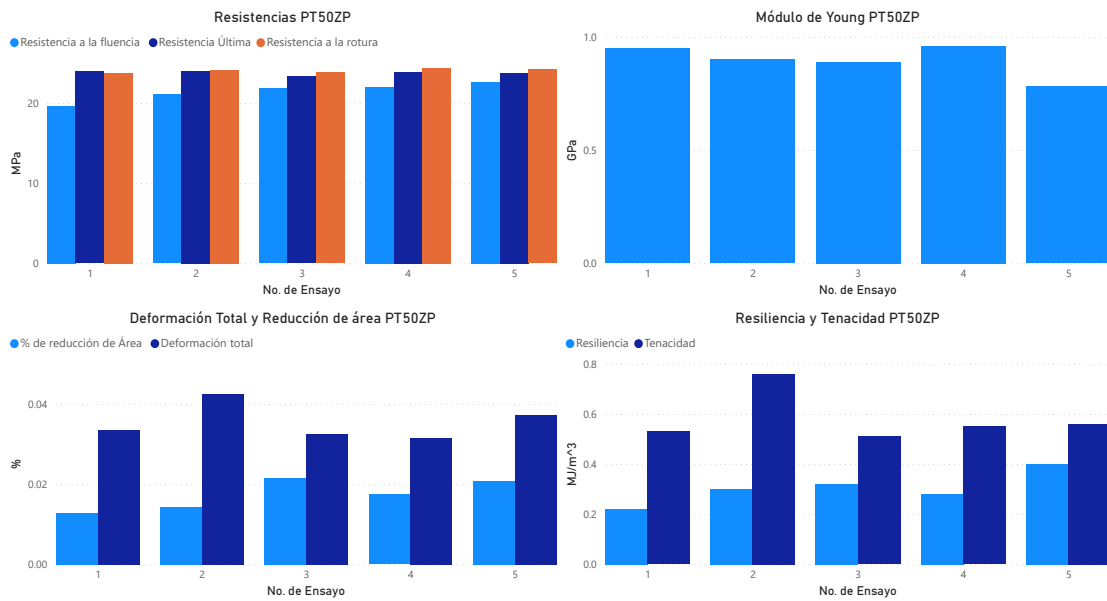 Resistencias PT50ZP
Resistencia a la fluencia Resistencia Última Resistencia a la rotura
MPa
20
10
0
1 2 3 4 5
No. de Ensayo
Módulo de Young PT50ZP
GPa
1.0
0.5
0.0
1 2 3 4 5
No. de Ensayo
Deformación Total y Reducción de área PT50ZP
% de reducción de Área Deformación total
%
0.04
0.02
0.00
1 2 3 4 5
No. de Ensayo
Resiliencia y Tenacidad PT50ZP
Resiliencia Tenacidad
MJ/m^3
0.8
0.6
0.4
0.2
0.0
1 2 3 4 5
No. de Ensayo